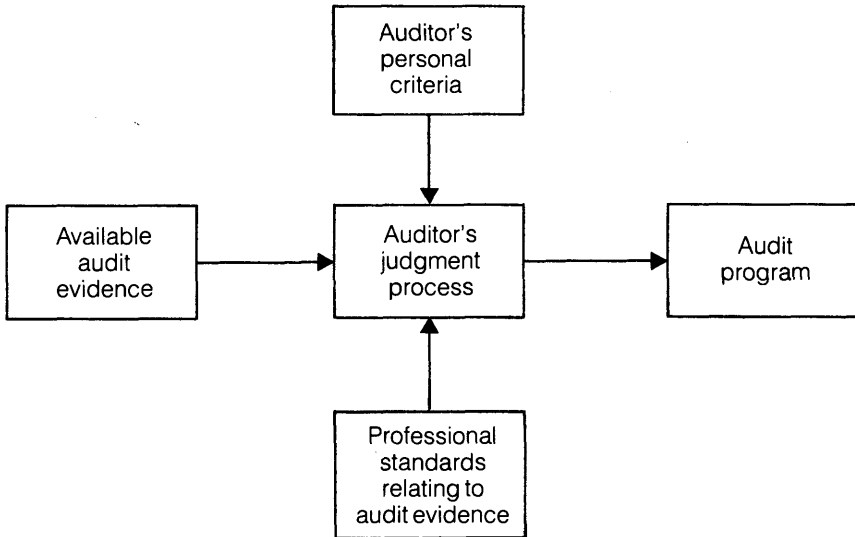 Auditor's
personal
criteria
Available
audit
evidence
Auditor's
judgment
process
Audit
program
Professional
standards
relating to
audit evidence